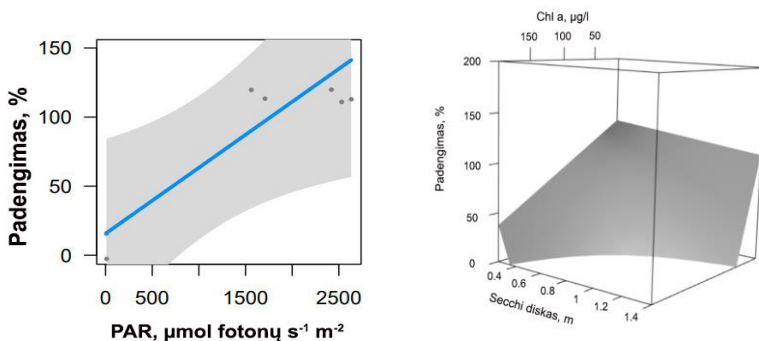 150
100
50
0
Padengimas, %
0 500 1500 2500
PAR, µmol fotonų s⁻¹ m⁻²
Chl a, µg/l
150 100 50
200
150
100
50
0
Padengimas, %
0.4 0.6 0.8 1 1.2 1.4
Secchi diskas, m